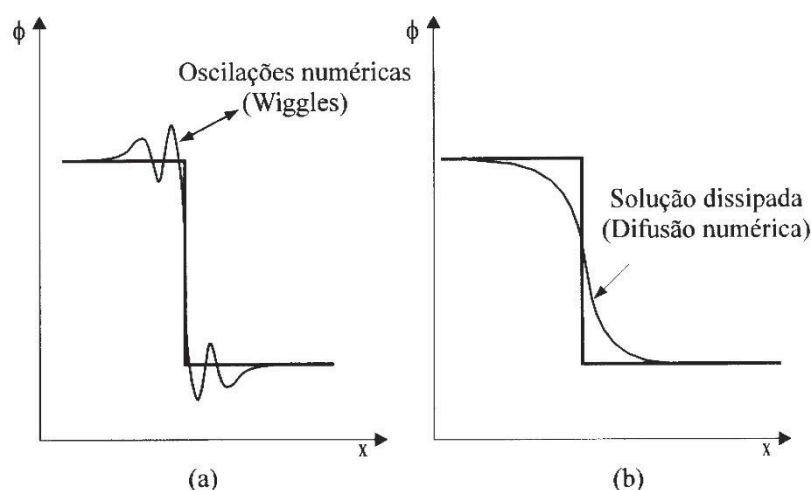 ϕ
Oscilações numéricas
(Wiggles)
x
(a)
ϕ
Solução dissipada
(Difusão numérica)
x
(b)